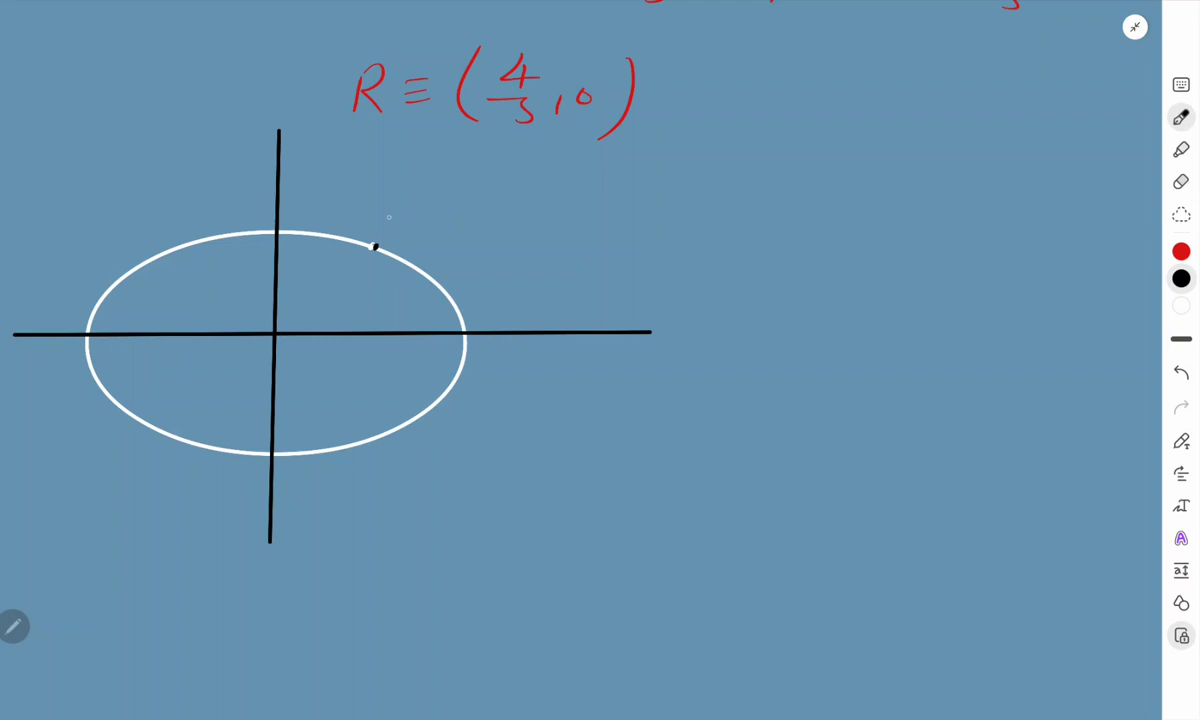 R ≡ (4/3, 0)